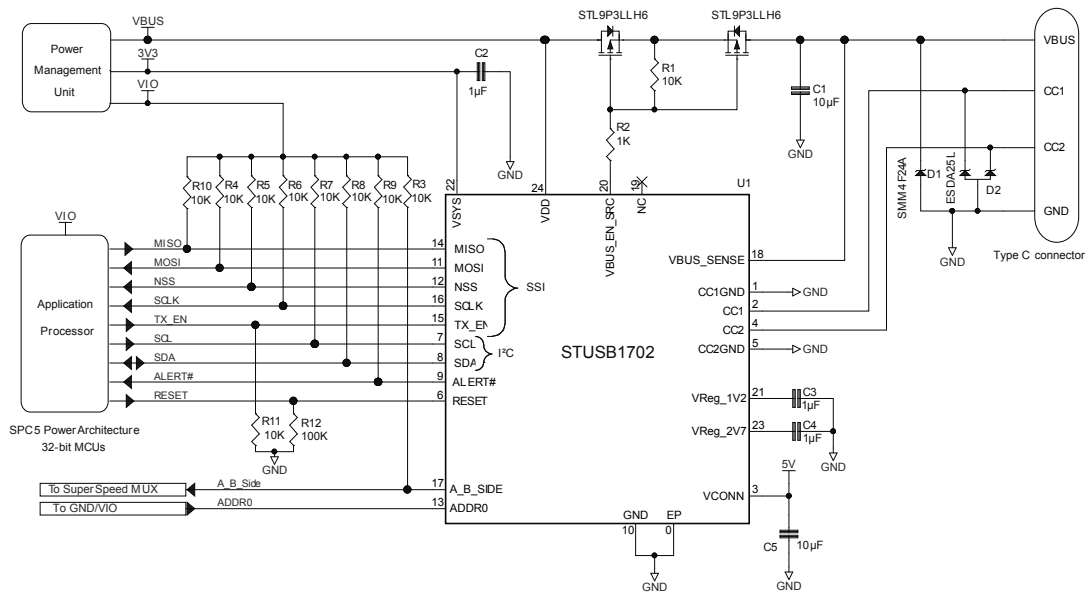 STL9P3LLH6
STL9P3LLH6
VBUS
3V3
VIO
Power
Management
Unit
C2
1µF
GND
R1
10K
R2
1K
C1
10µF
GND
VBUS
CC1
CC2
GND
Type C connector
SMM4F24A
D1
ESDA25L
D2
GND
R10
10K
R4
10K
R5
10K
R6
10K
R7
10K
R8
10K
R9
10K
R3
10K
22
VSYS
24
VDD
20
VBUS_EN_SRC
19
NC
U1
VIO
Application
Processor
SPC5 Power Architecture
32-bit MCUs
MISO
MOSI
NSS
SCLK
TX_EN
SCL
SDA
ALERT#
RESET
14
11
12
16
15
7
8
9
6
MISO
MOSI
NSS
SCLK
TX_EN
SCL
SDA
ALERT#
RESET
SSI
I²C
STUSB1702
VBUS_SENSE
18
CC1GND
1
GND
CC1
2
CC2
4
CC2GND
5
GND
VReg_1V2
21
C3
1µF
VReg_2V7
23
C4
1µF
GND
5V
VCONN
3
C5
10µF
GND
R11
10K
R12
100K
GND
To SuperSpeed MUX
A_B_Side
17
A_B_SIDE
To GND/VIO
ADDR0
13
ADDR0
GND
10
EP
0
GND